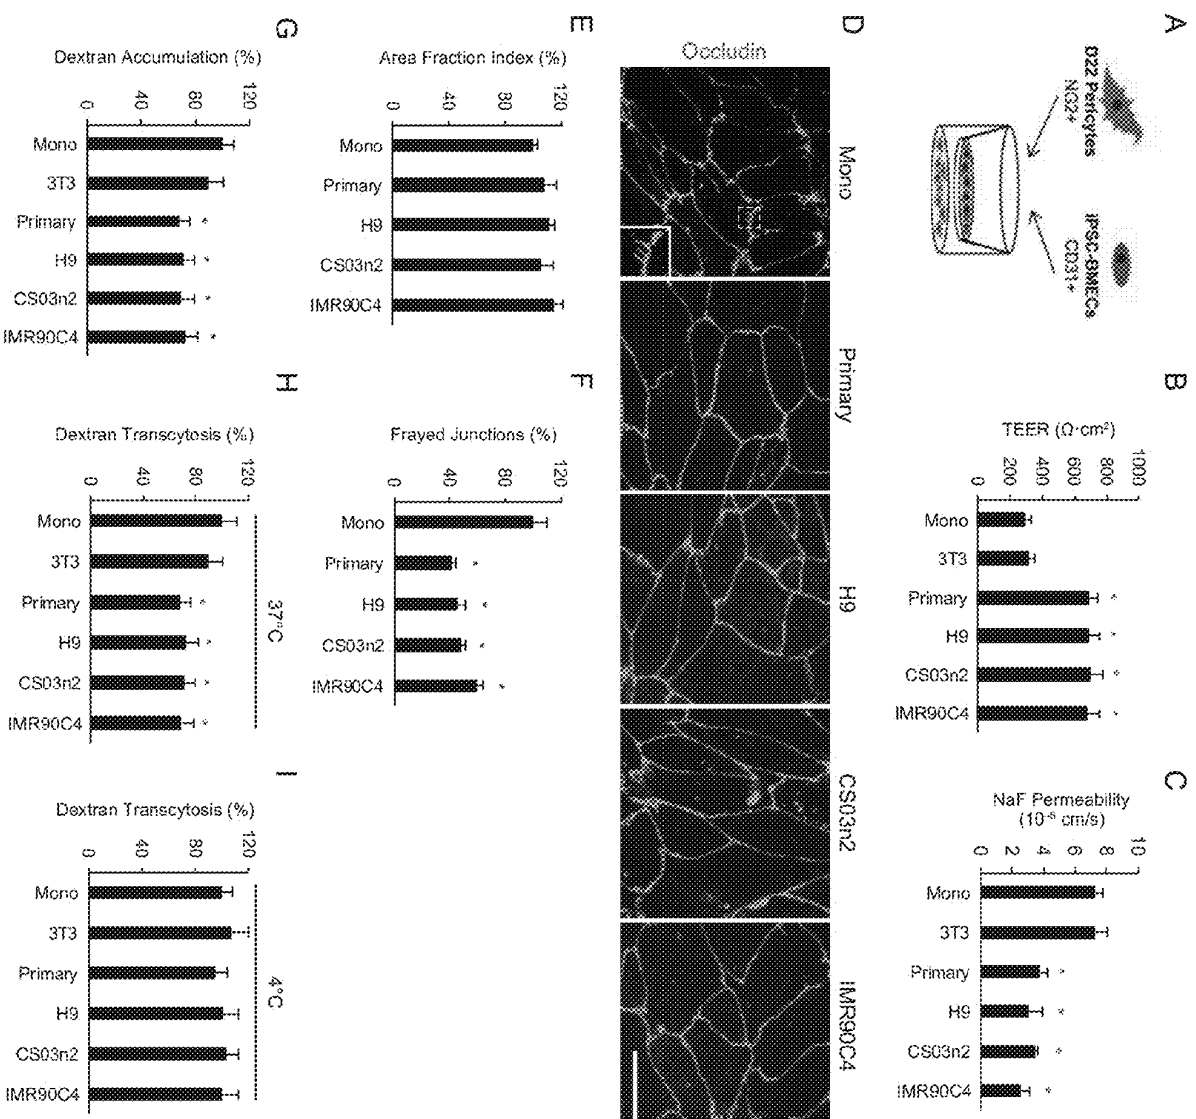 A
D22 Pericytes
NG2+
iPSC-BMECs
CD31+
B
TEER (Ω·cm²)
1000
800
600
400
200
0
Mono
3T3
Primary
H9
CS03n2
IMR90C4
*
*
*
*
C
NaF Permeability
(10⁻⁶ cm/s)
10
8
6
4
2
0
Mono
3T3
Primary
H9
CS03n2
IMR90C4
*
*
*
*
D
Occludin
Mono
Primary
H9
CS03n2
IMR90C4
E
Area Fraction Index (%)
120
80
40
0
Mono
Primary
H9
CS03n2
IMR90C4
F
Frayed Junctions (%)
120
80
40
0
Mono
Primary
H9
CS03n2
IMR90C4
*
*
*
*
G
Dextran Accumulation (%)
120
80
40
0
Mono
3T3
Primary
H9
CS03n2
IMR90C4
*
*
*
*
H
Dextran Transcytosis (%)
37°C
120
80
40
0
Mono
3T3
Primary
H9
CS03n2
IMR90C4
*
*
*
*
I
Dextran Transcytosis (%)
4°C
120
80
40
0
Mono
3T3
Primary
H9
CS03n2
IMR90C4